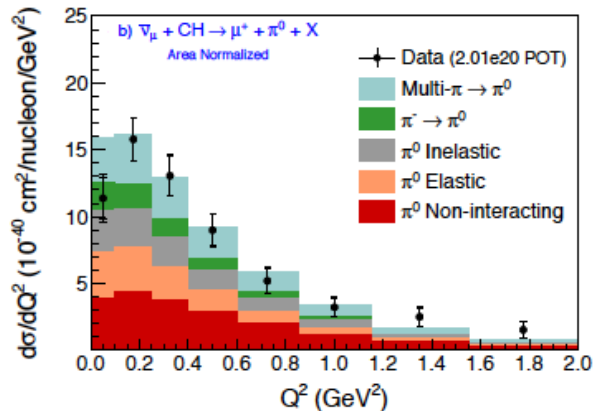 b) ν̄μ + CH → μ⁺ + π⁰ + X
Area Normalized
Data (2.01e20 POT)
Multi-π → π⁰
π⁻ → π⁰
π⁰ Inelastic
π⁰ Elastic
π⁰ Non-interacting
dσ/dQ² (10⁻⁴⁰ cm²/nucleon/GeV²)
25
20
15
10
5
0.0 0.2 0.4 0.6 0.8 1.0 1.2 1.4 1.6 1.8 2.0
Q² (GeV²)